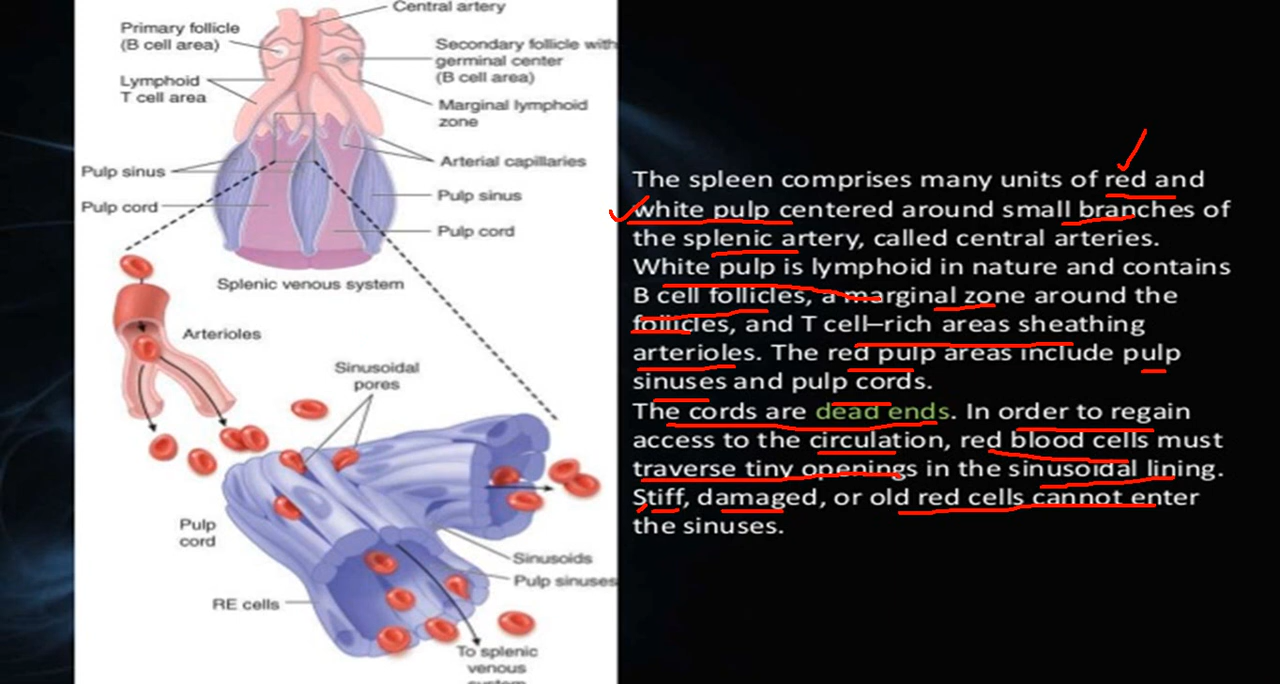 Central artery
Primary follicle
(B cell area)
Secondary follicle with
germinal center
(B cell area)
Lymphoid
T cell area
Marginal lymphoid
zone
Arterial capillaries
Pulp sinus
Pulp sinus
Pulp cord
Pulp cord
Splenic venous system
Arterioles
Sinusoidal
pores
Pulp
cord
Sinusoids
Pulp sinuses
RE cells
To splenic
venous
system
The spleen comprises many units of red and
white pulp centered around small branches of
the splenic artery, called central arteries.
White pulp is lymphoid in nature and contains
B cell follicles, a marginal zone around the
follicles, and T cell–rich areas sheathing
arterioles. The red pulp areas include pulp
sinuses and pulp cords.
The cords are dead ends. In order to regain
access to the circulation, red blood cells must
traverse tiny openings in the sinusoidal lining.
Stiff, damaged, or old red cells cannot enter
the sinuses.